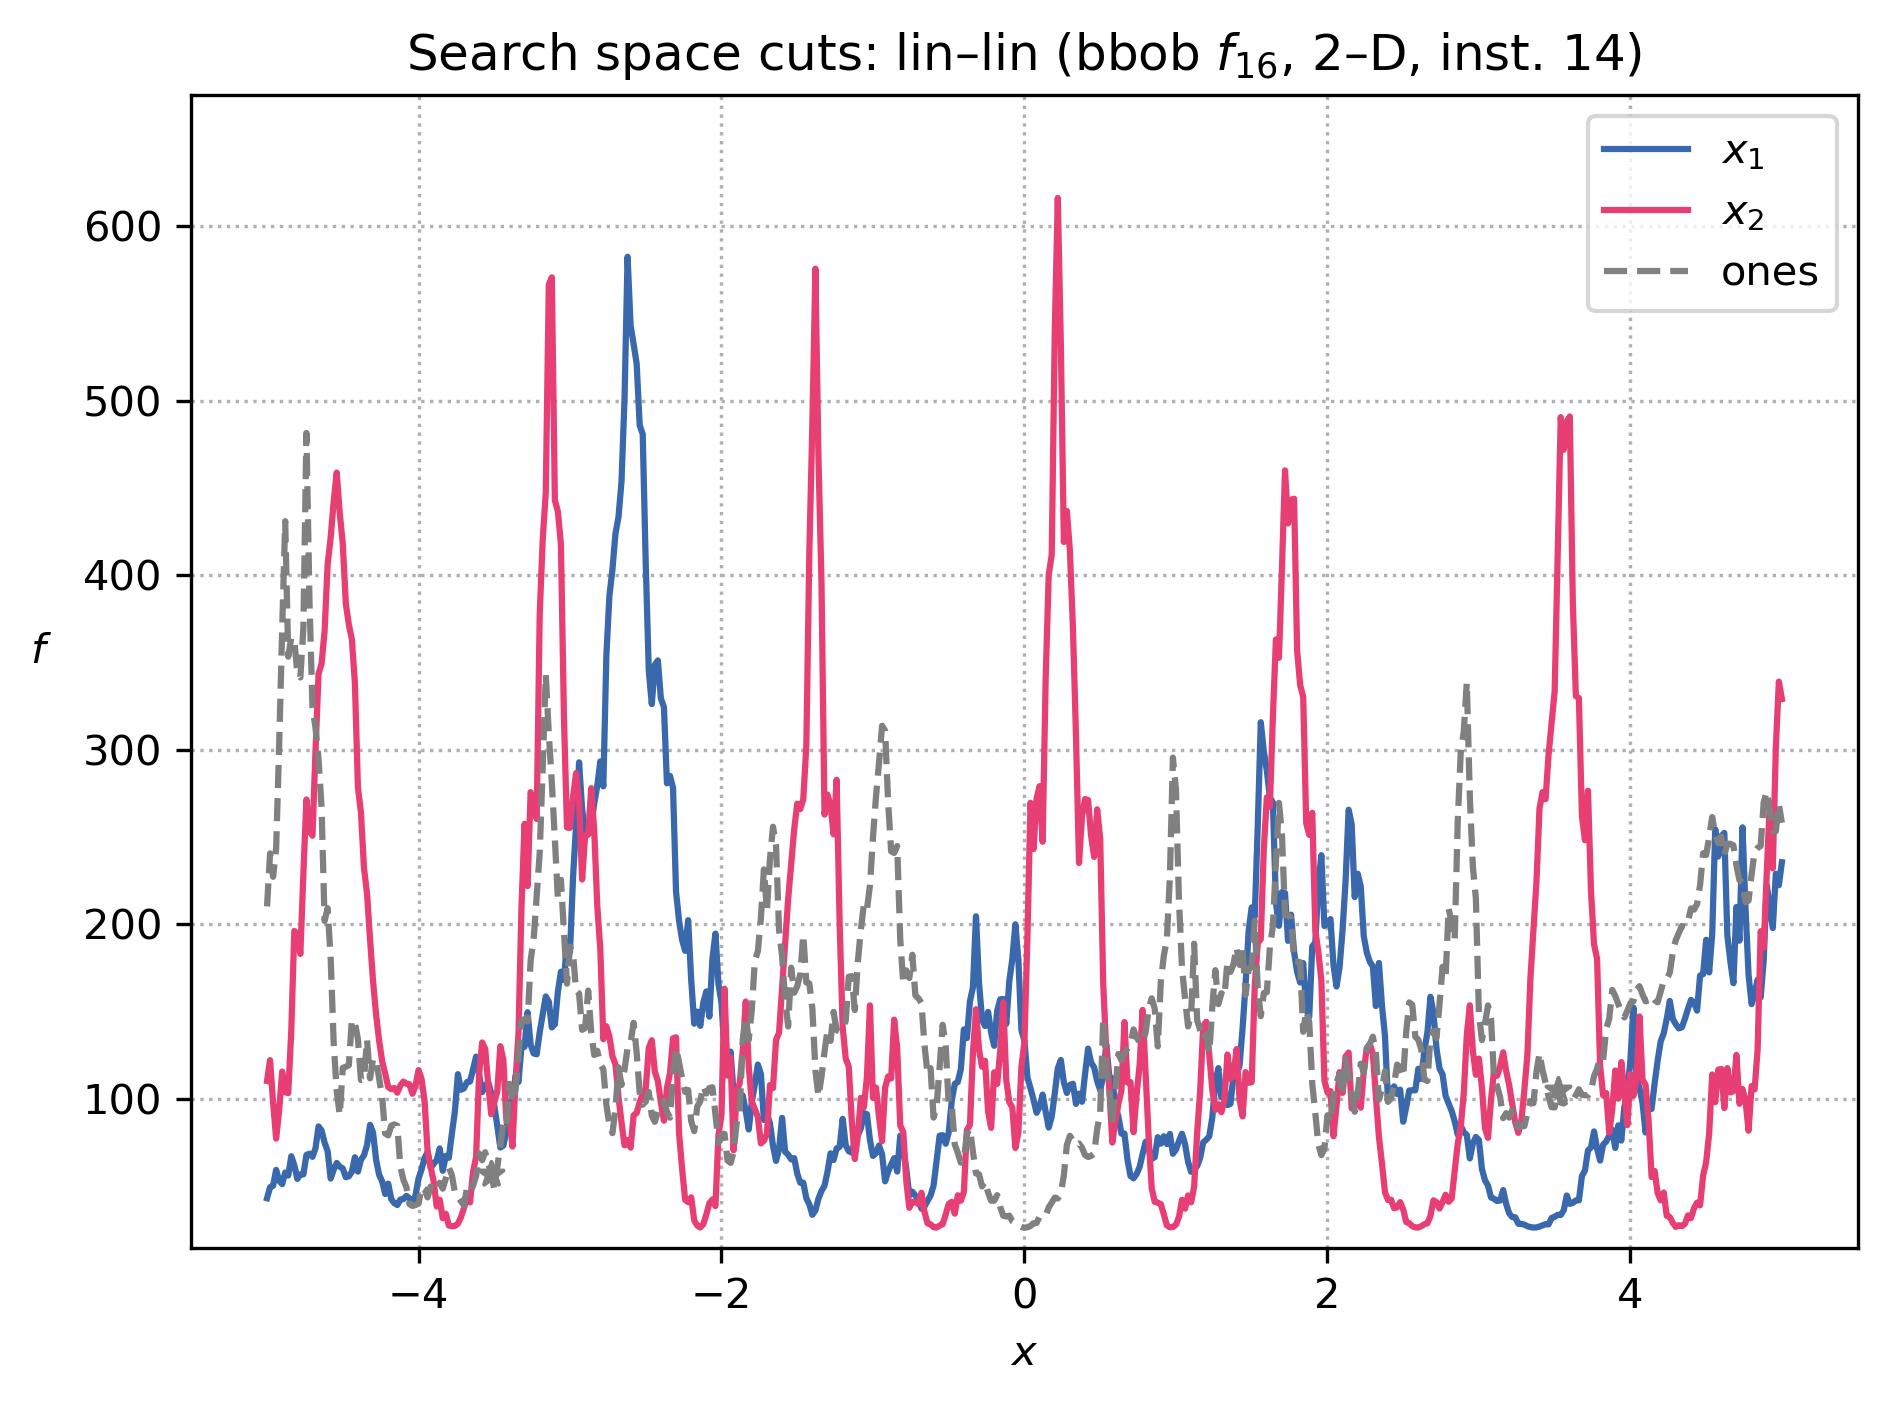 Search space cuts: lin–lin (bbob f₁₆, 2–D, inst. 14)
x₁
x₂
ones
600
500
400
300
200
100
f
−4
−2
0
2
4
x